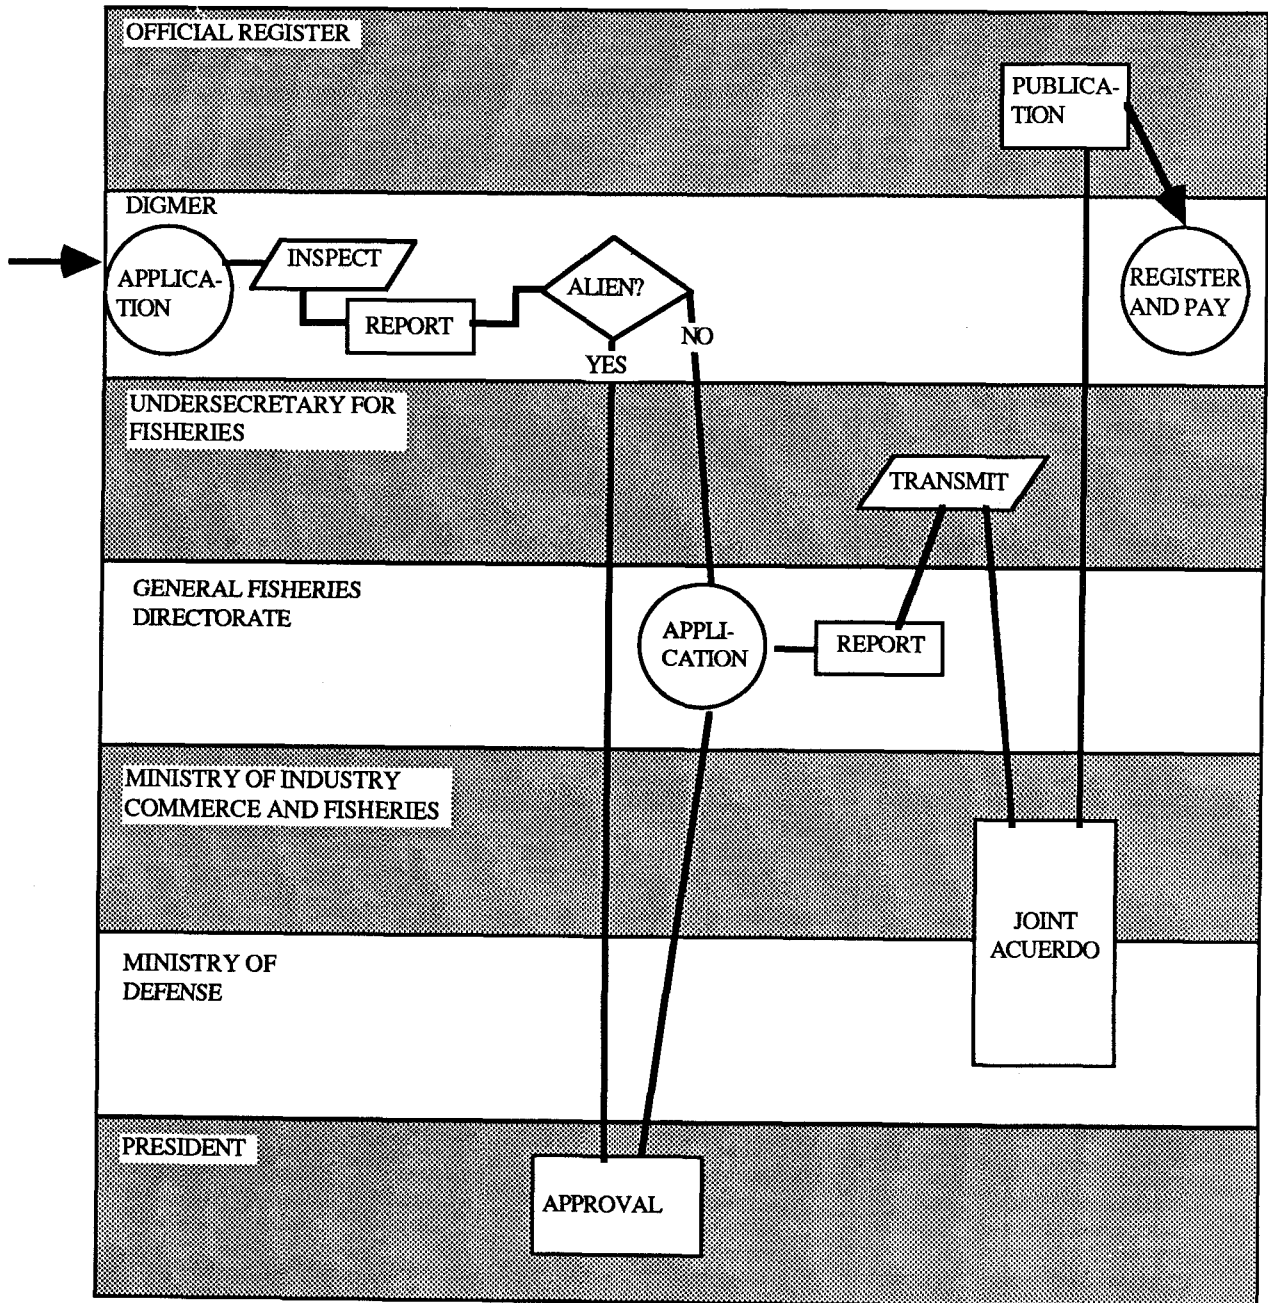 OFFICIAL REGISTER
PUBLICA-
TION
DIGMER
APPLICA-
TION
INSPECT
REPORT
ALIEN?
NO
YES
REGISTER
AND PAY
UNDERSECRETARY FOR
FISHERIES
TRANSMIT
GENERAL FISHERIES
DIRECTORATE
APPLI-
CATION
REPORT
MINISTRY OF INDUSTRY
COMMERCE AND FISHERIES
JOINT
ACUERDO
MINISTRY OF
DEFENSE
PRESIDENT
APPROVAL